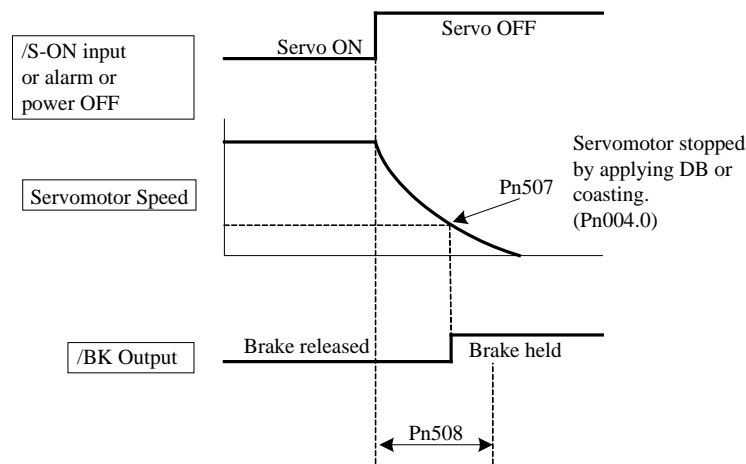 /S-ON input
or alarm or
power OFF
Servo ON
Servo OFF
Servomotor Speed
Pn507
Servomotor stopped
by applying DB or
coasting.
(Pn004.0)
/BK Output
Brake released
Brake held
Pn508